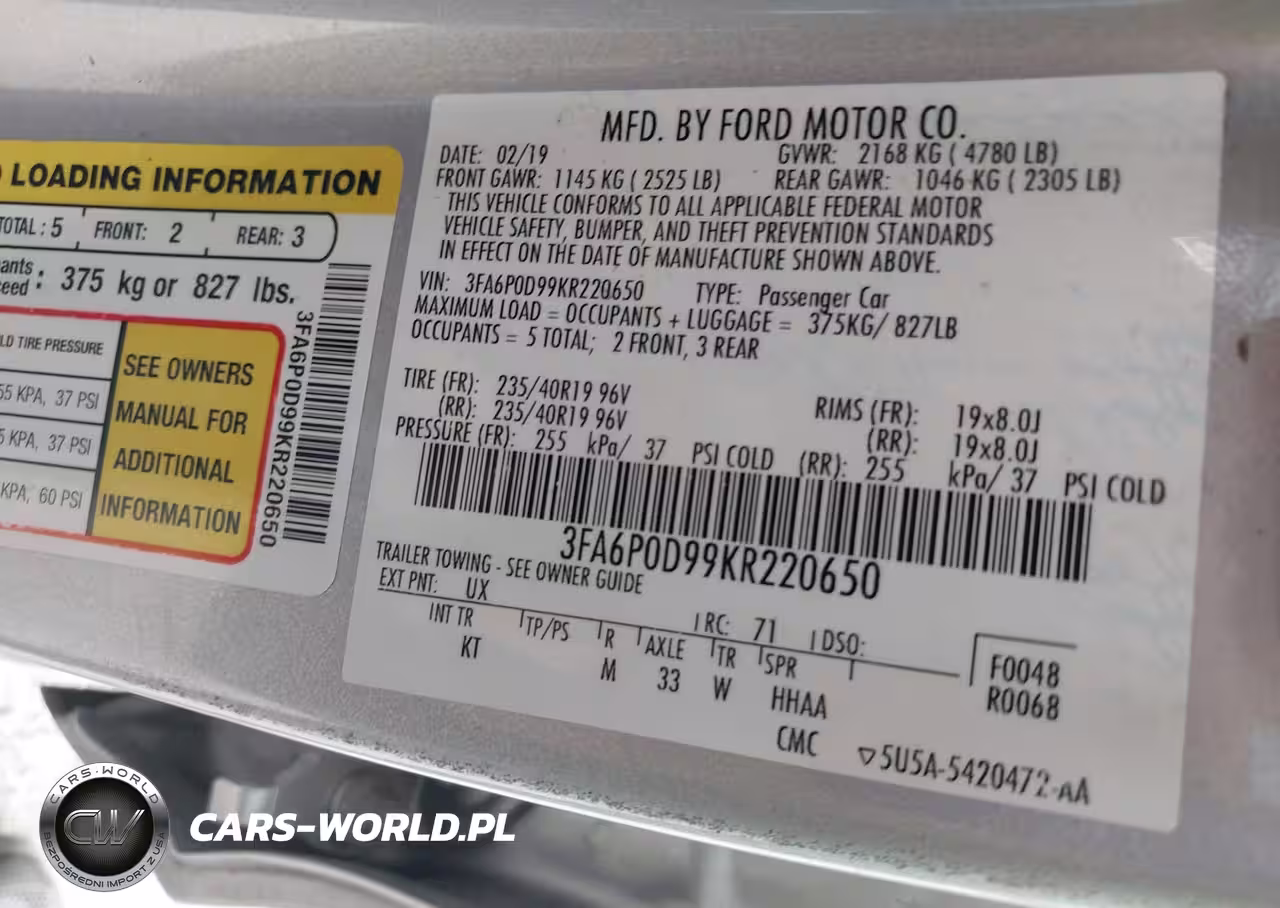 LOADING INFORMATION
TOTAL : 5 FRONT: 2 REAR: 3
: 375 kg or 827 lbs.
TIRE PRESSURE
KPA, 37 PSI
KPA, 37 PSI
KPA, 60 PSI
SEE OWNERS
MANUAL FOR
ADDITIONAL
INFORMATION
3FA6P0D99KR220650
MFD. BY FORD MOTOR CO.
DATE: 02/19 GVWR: 2168 KG ( 4780 LB)
FRONT GAWR: 1145 KG ( 2525 LB) REAR GAWR: 1046 KG ( 2305 LB)
THIS VEHICLE CONFORMS TO ALL APPLICABLE FEDERAL MOTOR
VEHICLE SAFETY, BUMPER, AND THEFT PREVENTION STANDARDS
IN EFFECT ON THE DATE OF MANUFACTURE SHOWN ABOVE.
VIN: 3FA6P0D99KR220650 TYPE: Passenger Car
MAXIMUM LOAD = OCCUPANTS + LUGGAGE = 375KG/ 827LB
OCCUPANTS = 5 TOTAL; 2 FRONT, 3 REAR
TIRE (FR): 235/40R19 96V RIMS (FR): 19x8.0J
(RR): 235/40R19 96V (RR): 19x8.0J
PRESSURE (FR): 255 kPa/ 37 PSI COLD (RR): 255 kPa/ 37 PSI COLD
3FA6P0D99KR220650
TRAILER TOWING - SEE OWNER GUIDE
EXT PNT: UX RC: 71 DSO:
INT TR TP/PS R AXLE TR SPR
KT M 33 W HHAA
CMC
F0048
R0068
▽5U5A-5420472-AA
CARS-WORLD
CW
BEZPOŚREDNI IMPORT Z USA
CARS-WORLD.PL